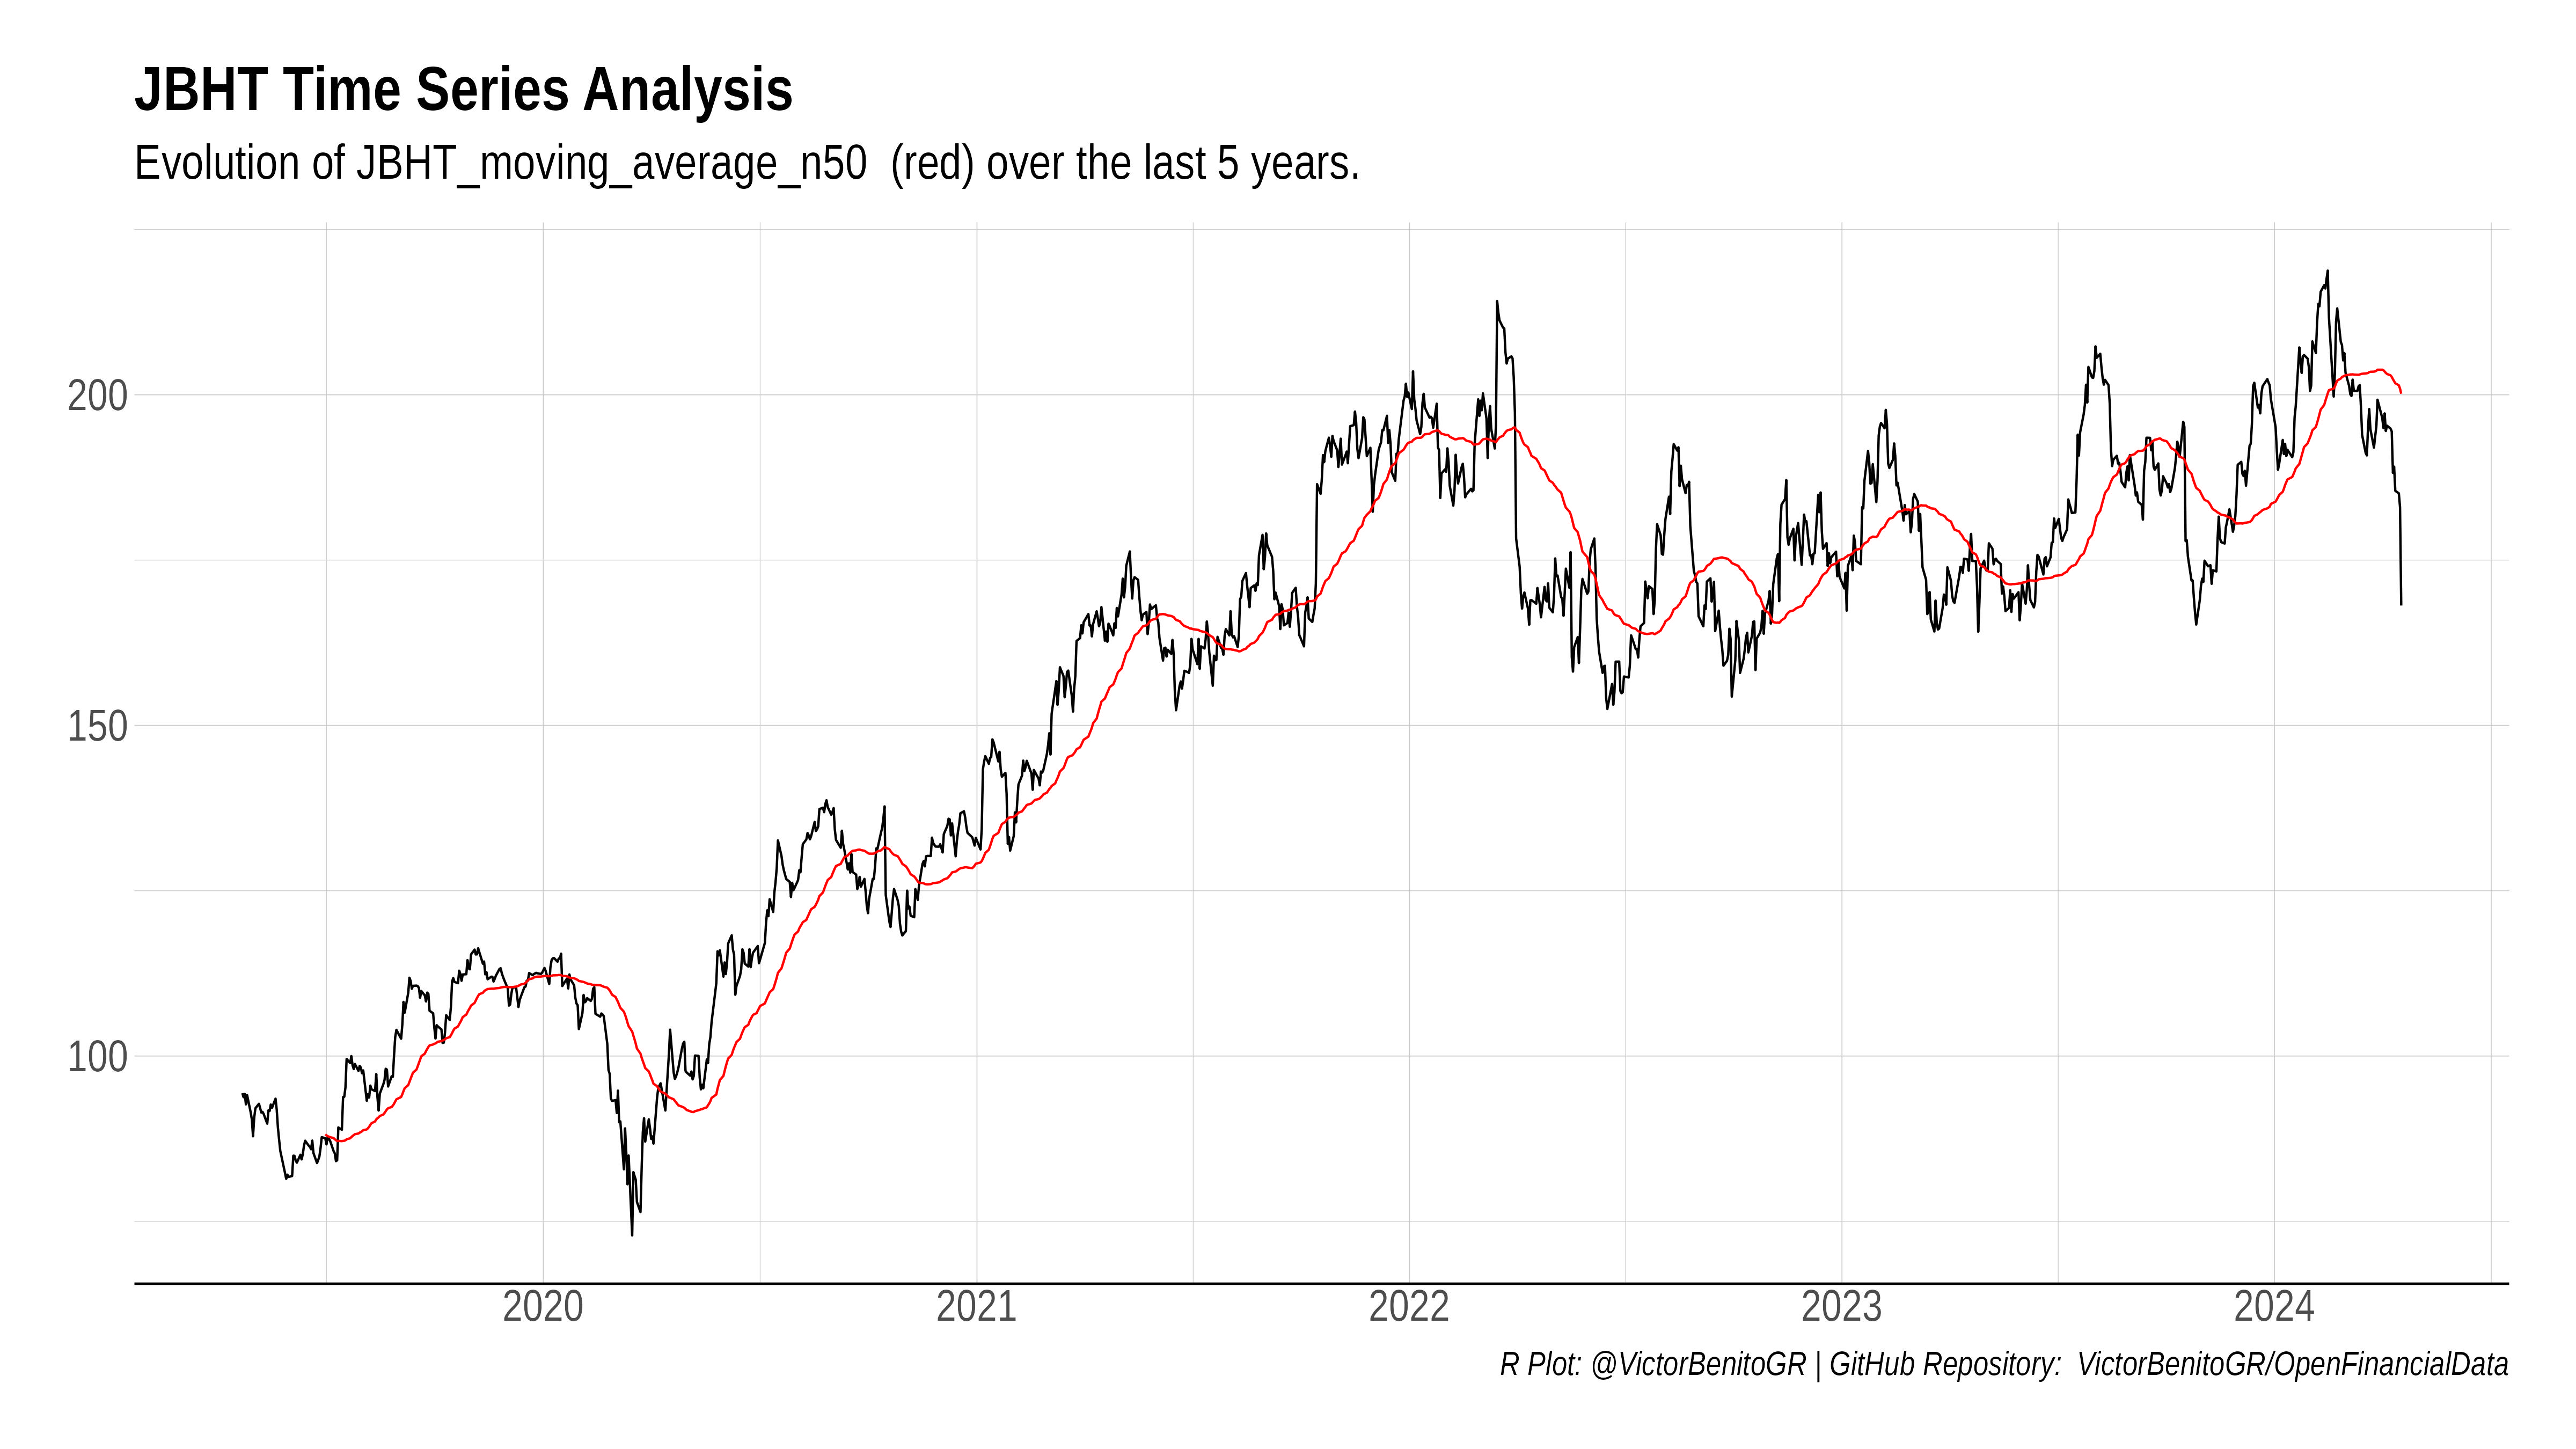 JBHT Time Series Analysis
Evolution of JBHT_moving_average_n50  (red) over the last 5 years.
200
150
100
2020 2021 2022 2023 2024
R Plot: @VictorBenitoGR | GitHub Repository:  VictorBenitoGR/OpenFinancialData